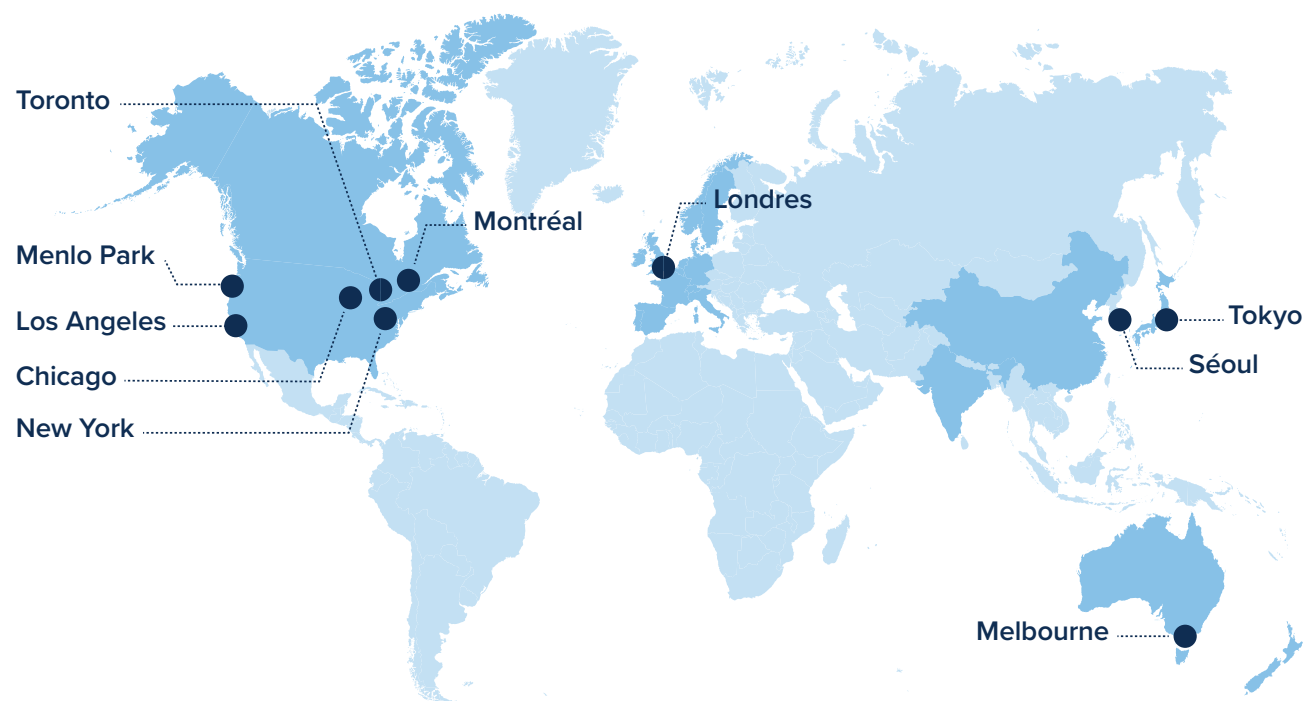 Toronto
Montréal
Londres
Menlo Park
Los Angeles
Tokyo
Séoul
Chicago
New York
Melbourne